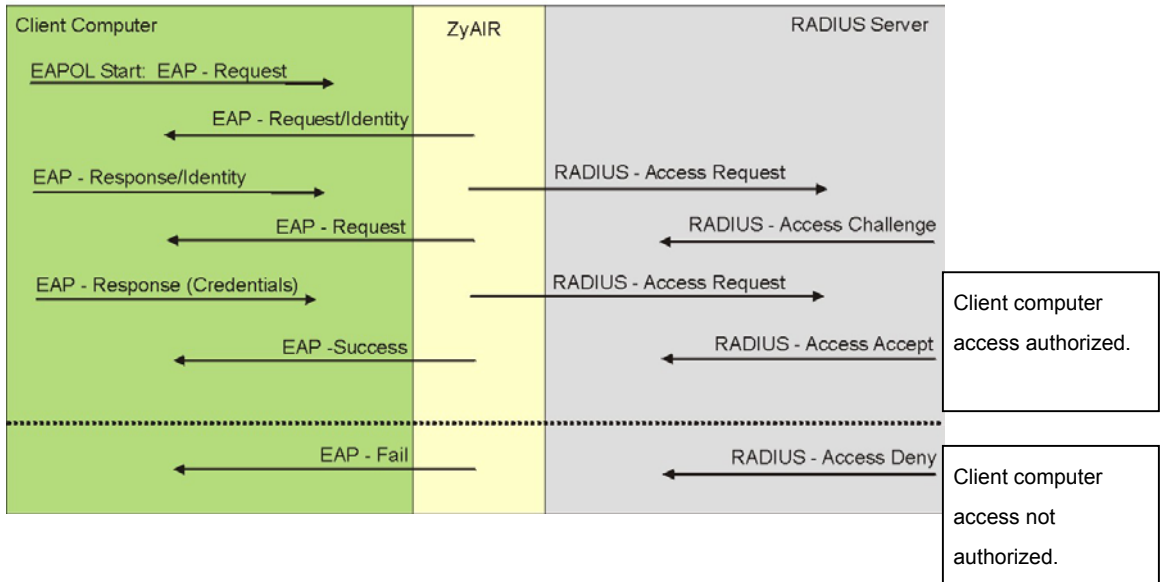 Client Computer
ZyAIR
RADIUS Server
EAPOL Start: EAP - Request
EAP - Request/Identity
EAP - Response/Identity
RADIUS - Access Request
EAP - Request
RADIUS - Access Challenge
EAP - Response (Credentials)
RADIUS - Access Request
EAP -Success
RADIUS - Access Accept
Client computer
access authorized.
EAP - Fail
RADIUS - Access Deny
Client computer
access not
authorized.